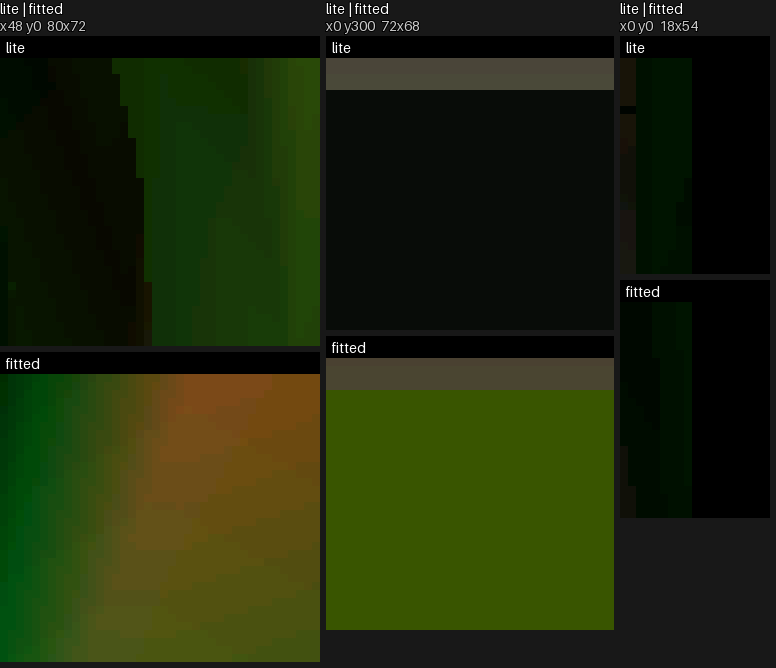 lite | fitted
x48 y0 80x72
lite
fitted
lite | fitted
x0 y300 72x68
lite
fitted
lite | fitted
x0 y0 18x54
lite
fitted